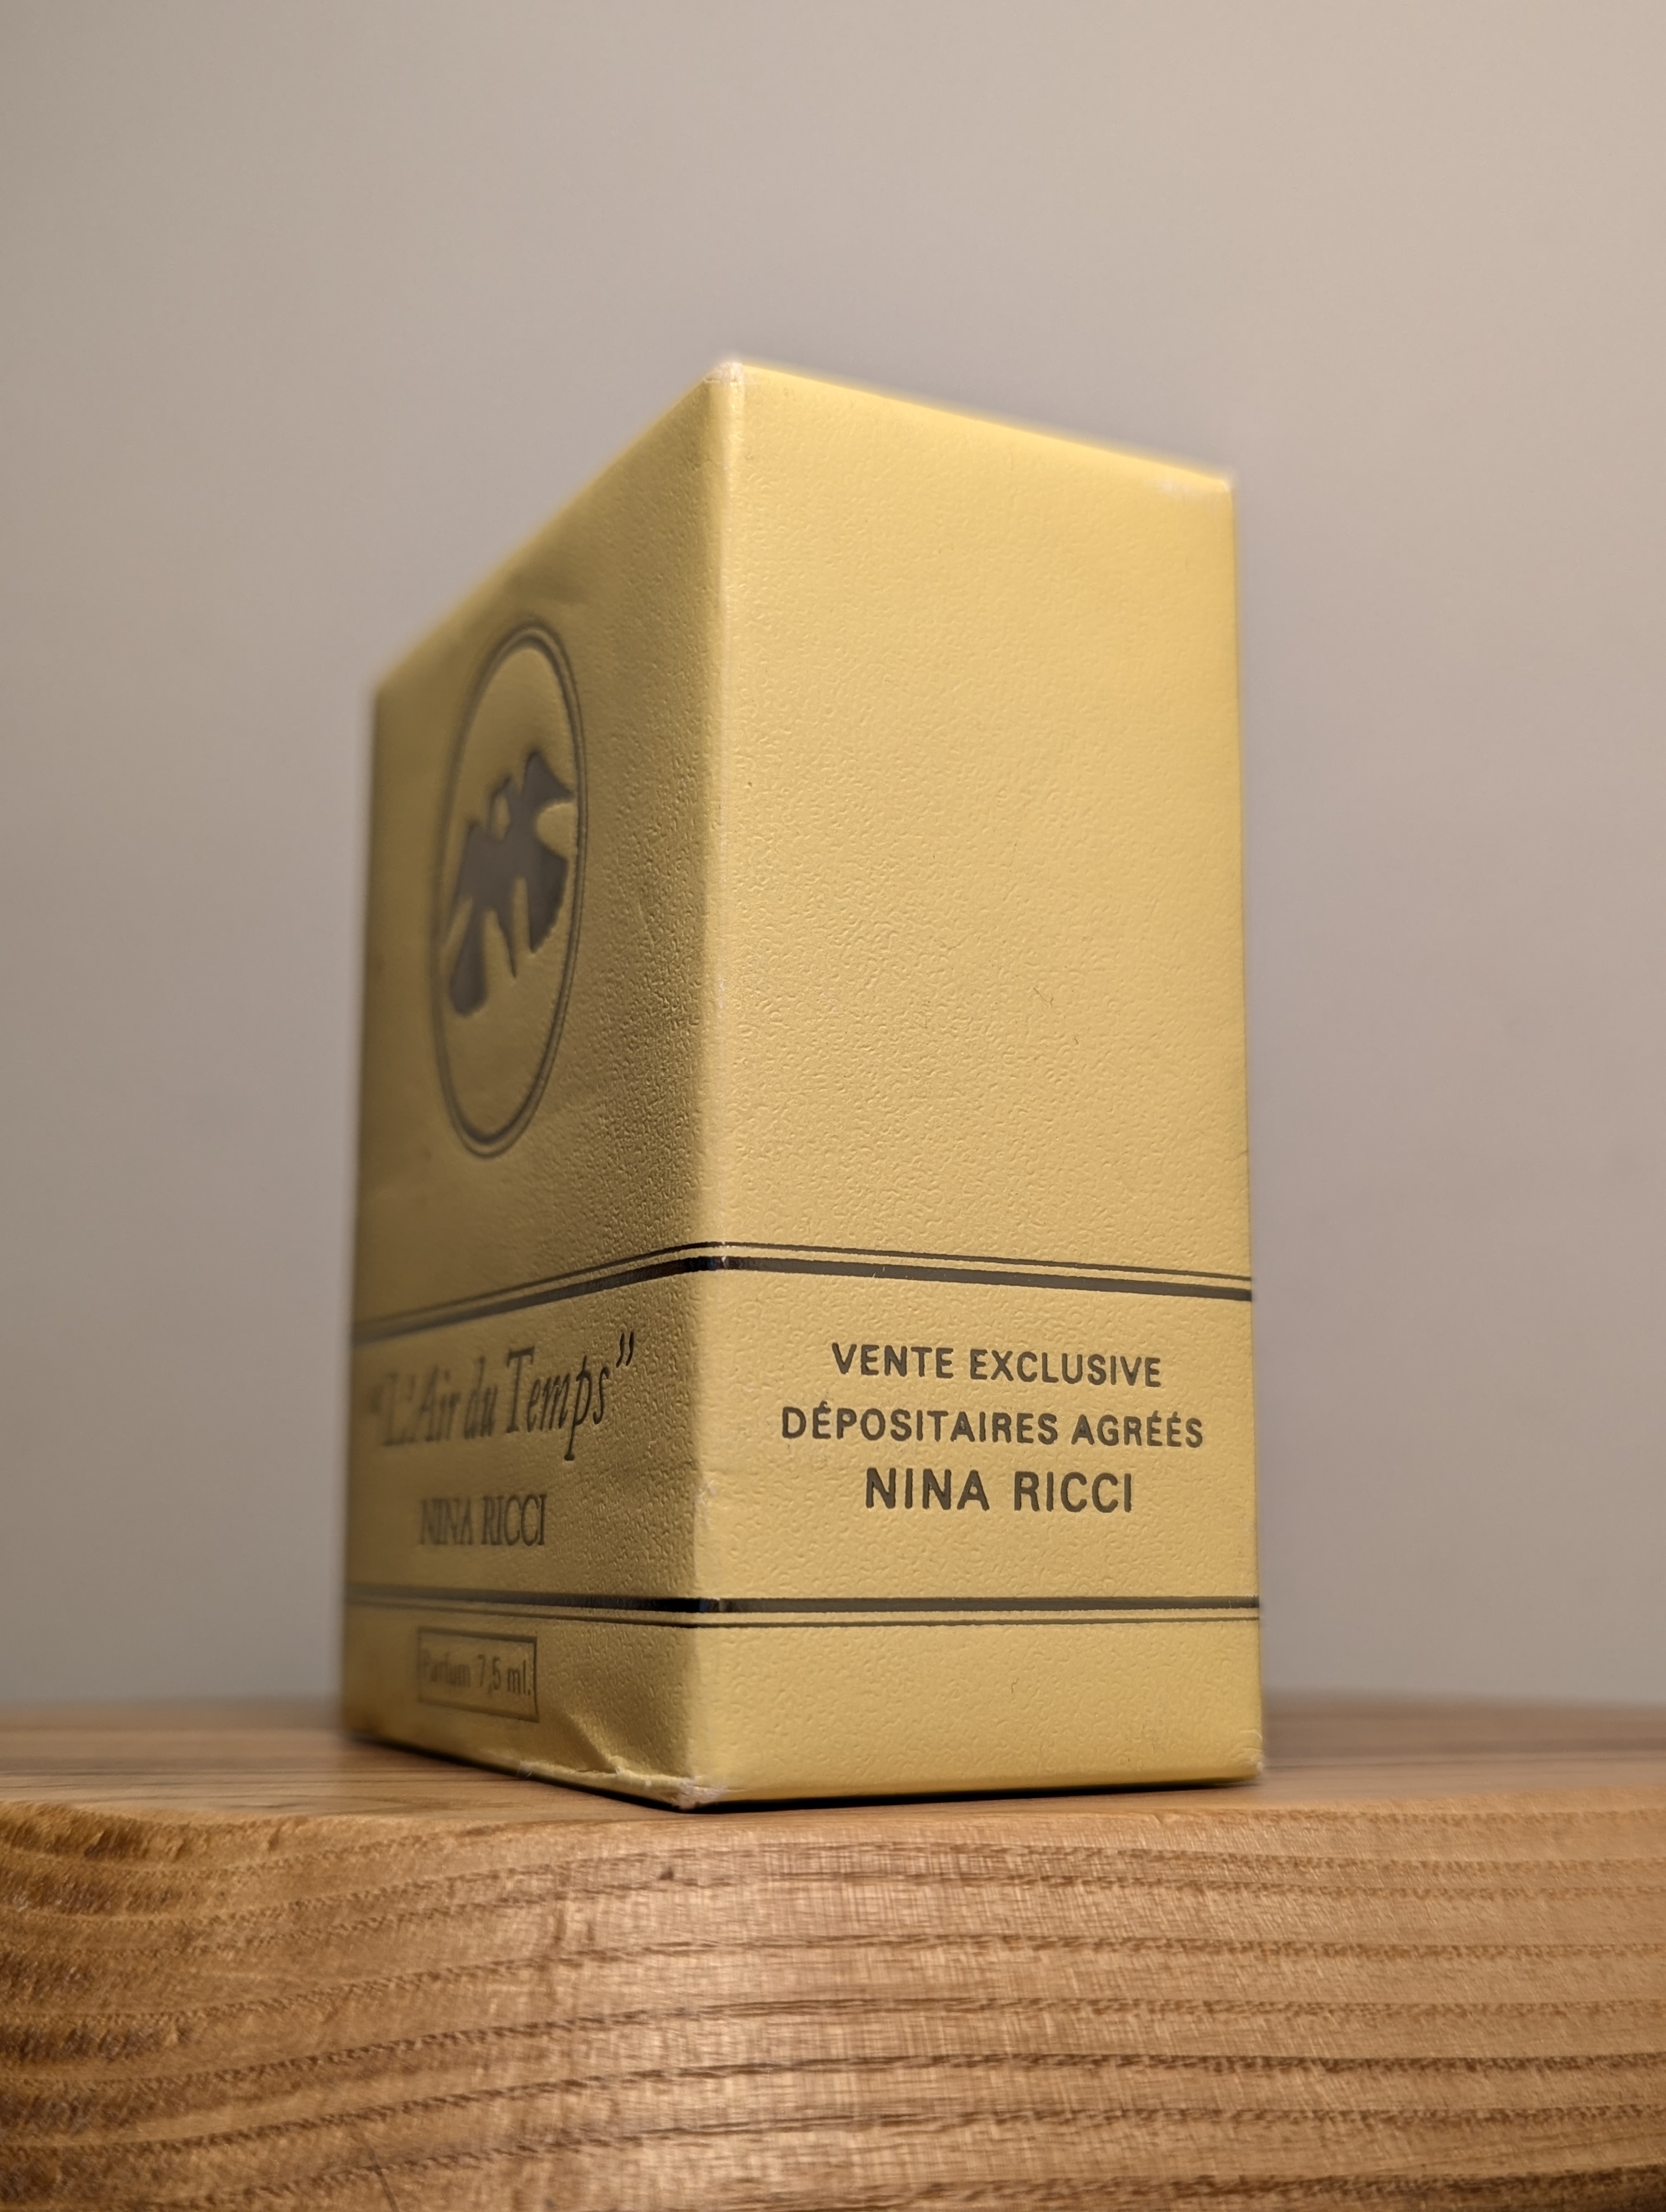 “L'Air du Temps”
NINA RICCI
Parfum 7,5 ml.
VENTE EXCLUSIVE
DÉPOSITAIRES AGRÉÉS
NINA RICCI